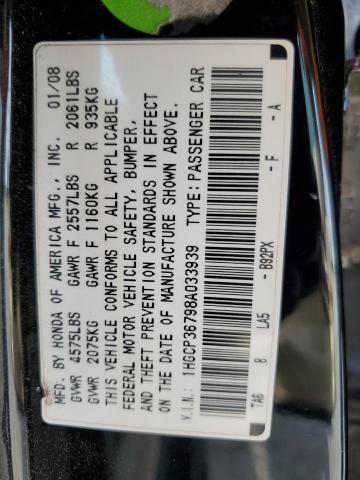 MFD. BY HONDA OF AMERICA MFG., INC. 01/08
GVWR 4575LBS GAWR F 2557LBS R 2061LBS
GVWR 2075KG GAWR F 1160KG R 935KG
THIS VEHICLE CONFORMS TO ALL APPLICABLE
FEDERAL MOTOR VEHICLE SAFETY, BUMPER,
AND THEFT PREVENTION STANDARDS IN EFFECT
ON THE DATE OF MANUFACTURE SHOWN ABOVE.
V.I.N.: 1HGCP36798A033939 TYPE: PASSENGER CAR
TA6 8 LA5 - B92PX - F - A